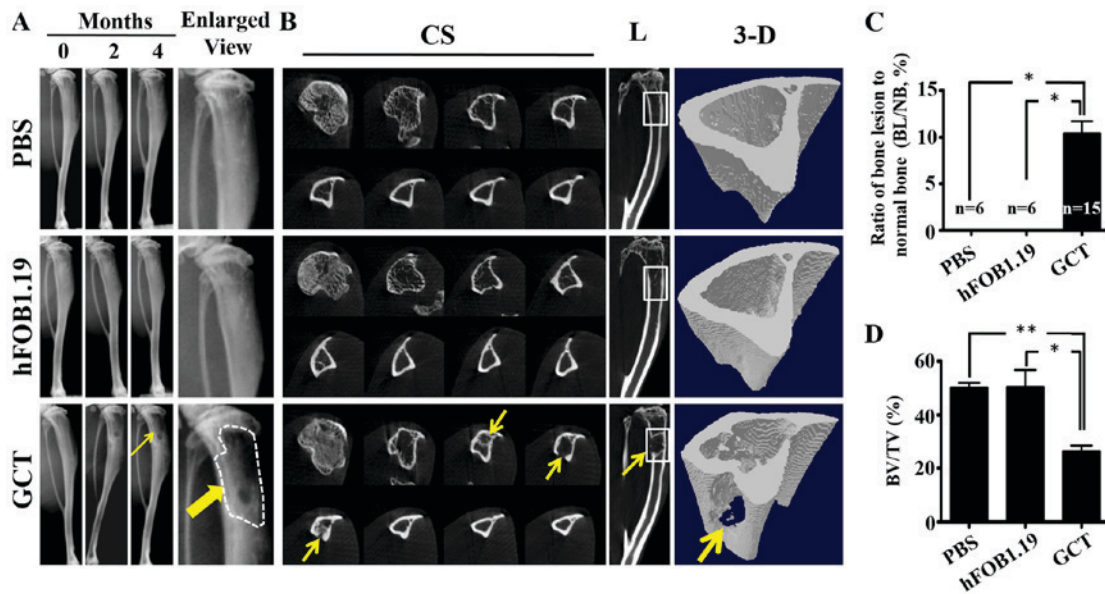 A
Months
0 2 4
Enlarged
View
B
CS
L
3-D
PBS
hFOB1.19
GCT
C
Ratio of bone lesion to
normal bone (BL/NB, %)
15
10
5
0
*
*
n=6 n=6 n=15
PBS
hFOB1.19
GCT
D
BV/TV (%)
60
40
20
0
**
*
PBS
hFOB1.19
GCT